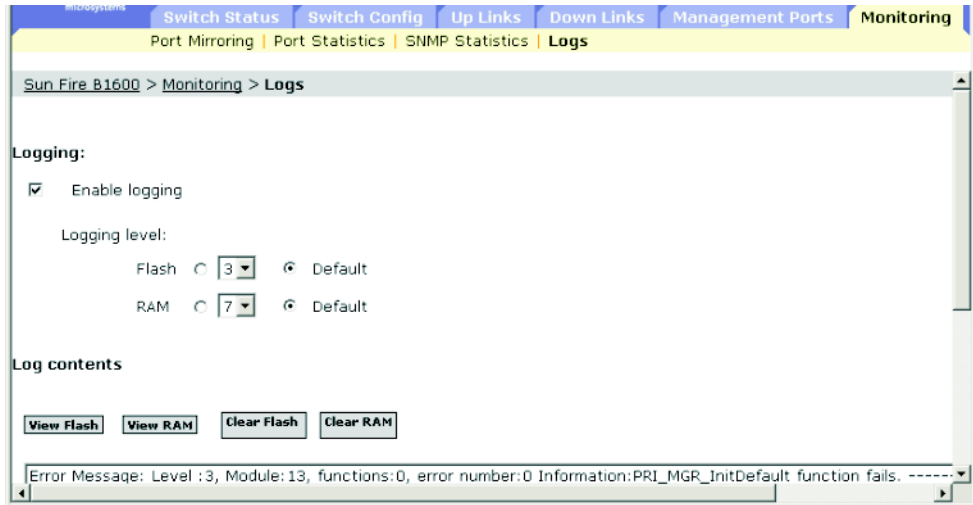 microsystems
Switch Status Switch Config Up Links Down Links Management Ports Monitoring
Port Mirroring | Port Statistics | SNMP Statistics | Logs
Sun Fire B1600 > Monitoring > Logs
Logging:
Enable logging
Logging level:
Flash 3 Default
RAM 7 Default
Log contents
View Flash View RAM Clear Flash Clear RAM
Error Message: Level :3, Module:13, functions:0, error number:0 Information:PRI_MGR_InitDefault function fails. ------